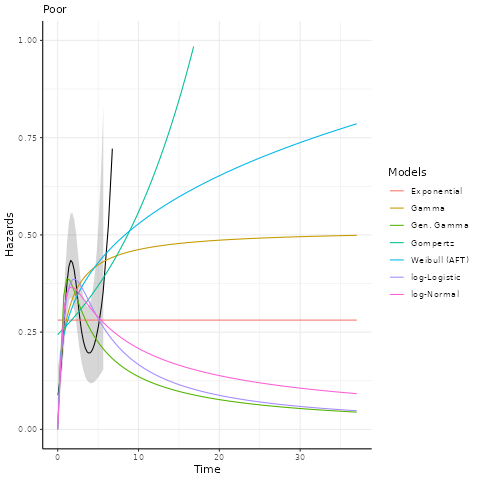 Poor
1.00
0.75
0.50
0.25
0.00
Hazards
0
10
20
30
Time
Models
Exponential
Gamma
Gen. Gamma
Gompertz
Weibull (AFT)
log-Logistic
log-Normal